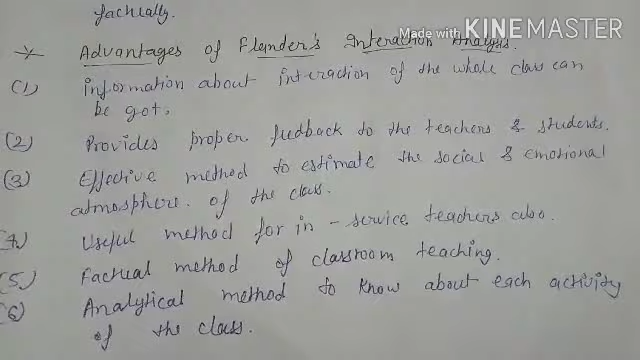 factually.
Made with KINEMASTER
* Advantages of Flander's Interaction Analysis.
(1) Information about interaction of the whole class can
be got.
(2) Provides proper feedback to the teachers & students.
(3) Effective method to estimate the social & emotional
atmosphere of the class.
(4) Useful method for in-service teachers also.
(5) Factual method of classroom teaching.
(6) Analytical method to know about each activity
of the class.